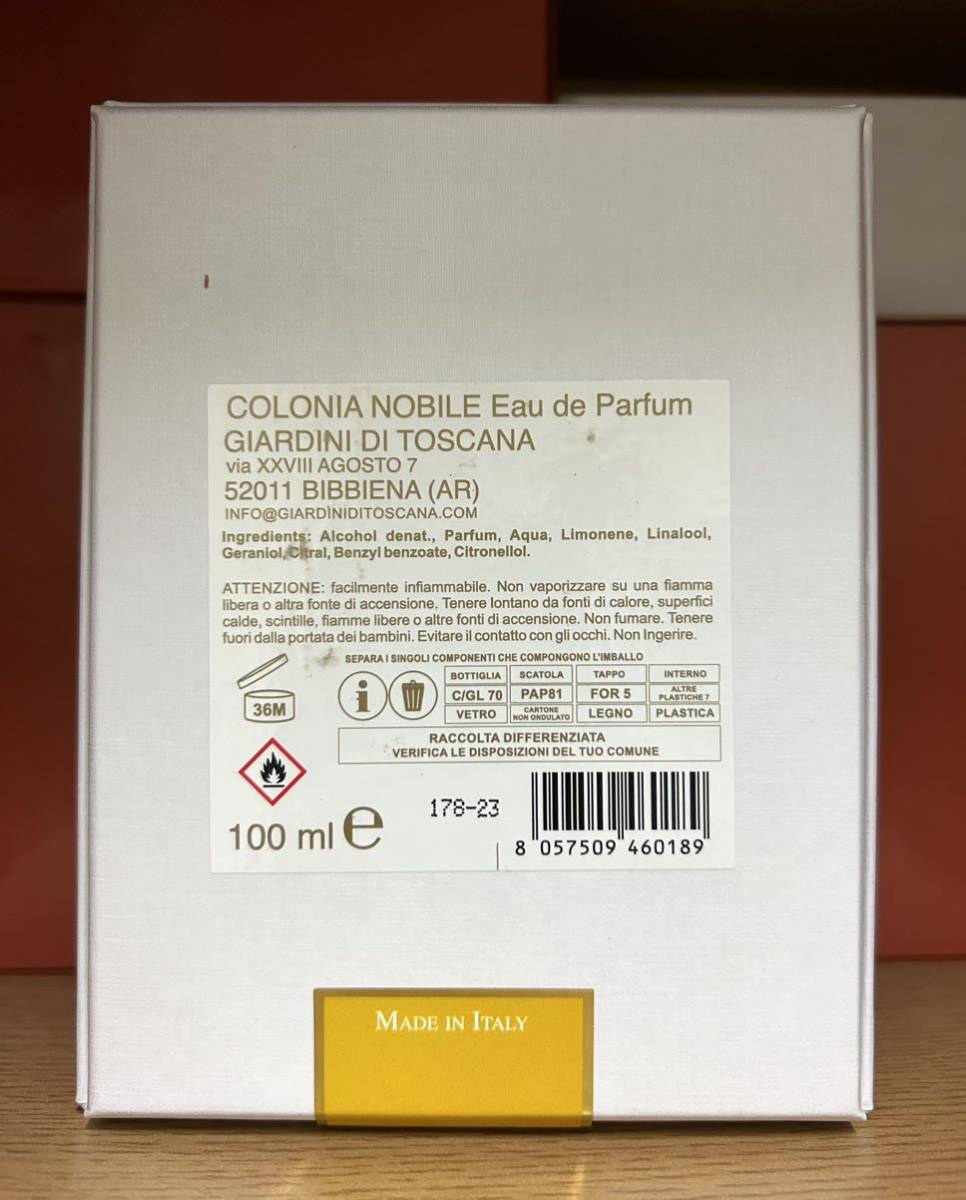 COLONIA NOBILE Eau de Parfum
GIARDINI DI TOSCANA
via XXVIII AGOSTO 7
52011 BIBBIENA (AR)
INFO@GIARDINIDITOSCANA.COM
Ingredients: Alcohol denat., Parfum, Aqua, Limonene, Linalool,
Geraniol, Citral, Benzyl benzoate, Citronellol.
ATTENZIONE: facilmente infiammabile. Non vaporizzare su una fiamma
libera o altra fonte di accensione. Tenere lontano da fonti di calore, superfici
calde, scintille, fiamme libere o altre fonti di accensione. Non fumare. Tenere
fuori dalla portata dei bambini. Evitare il contatto con gli occhi. Non Ingerire.
SEPARA I SINGOLI COMPONENTI CHE COMPONGONO L'IMBALLO
BOTTIGLIA SCATOLA TAPPO INTERNO
C/GL 70 PAP81 FOR 5 ALTRE
PLASTICHE 7
VETRO CARTONE
NON ONDULATO LEGNO PLASTICA
36M
RACCOLTA DIFFERENZIATA
VERIFICA LE DISPOSIZIONI DEL TUO COMUNE
178-23
100 ml e
8 057509 460189
MADE IN ITALY